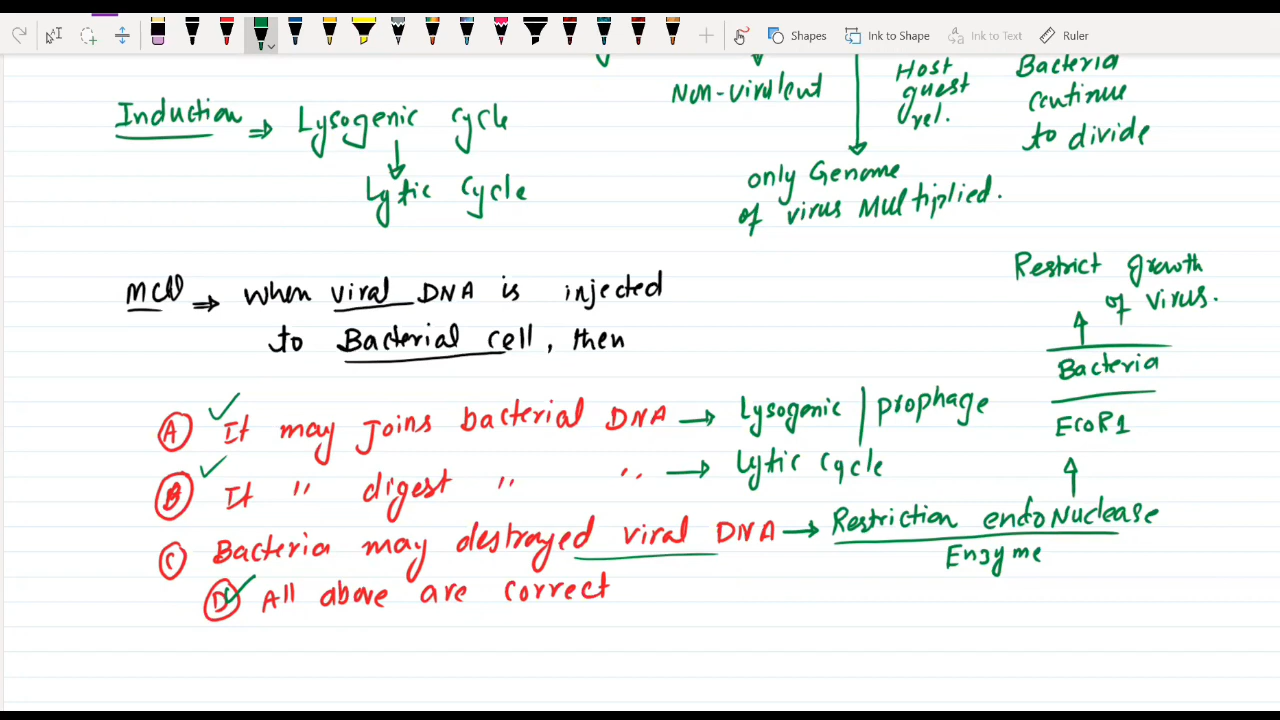 Shapes
Ink to Shape
Ink to Text
Ruler
Induction ⇒ Lysogenic cycle
Lytic cycle
Non-virulent
Host
guest
rel.
Bacteria
continue
to divide
only Genome
of virus Multiplied.
MCQ ⇒ When viral DNA is injected
to Bacterial cell, then
(A) It may Joins bacterial DNA → Lysogenic | prophage
(B) It " digest " " → Lytic cycle
(C) Bacteria may destroyed viral DNA → Restriction endoNuclease
Enzyme
(D) All above are correct
Restrict growth
of virus.
Bacteria
EcoR1